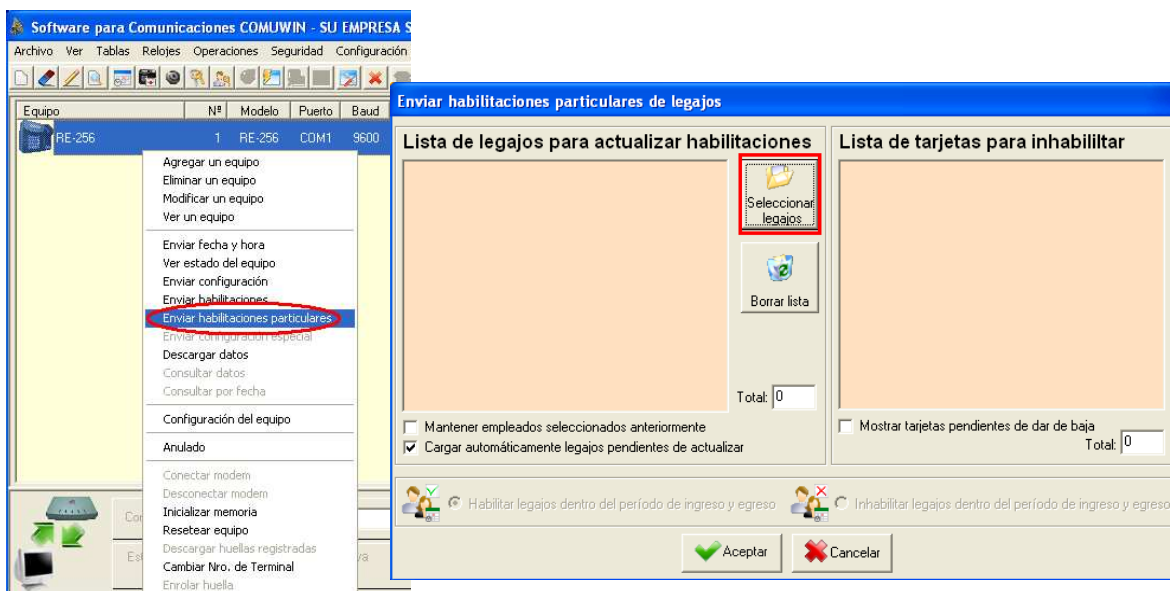 Software para Comunicaciones COMUWIN - SU EMPRESA S
Archivo Ver Tablas Relojes Operaciones Seguridad Configuración
Equipo Nº Modelo Puerto Baud
RE-256 1 RE-256 COM1 9600
Agregar un equipo
Eliminar un equipo
Modificar un equipo
Ver un equipo
Enviar fecha y hora
Ver estado del equipo
Enviar configuración
Enviar habilitaciones
Enviar habilitaciones particulares
Enviar configuración especial
Descargar datos
Consultar datos
Consultar por fecha
Configuración del equipo
Anulado
Conectar modem
Desconectar modem
Inicializar memoria
Resetear equipo
Descargar huellas registradas
Cambiar Nro. de Terminal
Enrolar huella
Enviar habilitaciones particulares de legajos
Lista de legajos para actualizar habilitaciones
Seleccionar
legajos
Borrar lista
Total: 0
Mantener empleados seleccionados anteriormente
Cargar automáticamente legajos pendientes de actualizar
Lista de tarjetas para inhabililtar
Mostrar tarjetas pendientes de dar de baja
Total: 0
Habilitar legajos dentro del período de ingreso y egreso
Inhabilitar legajos dentro del período de ingreso y egreso
Aceptar
Cancelar